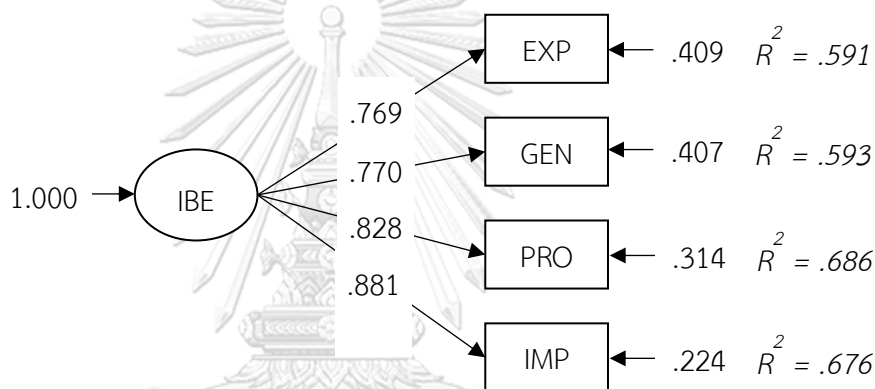 EXP .409 R² = .591
.769
.770 GEN .407 R² = .593
1.000 IBE
.828
PRO .314 R² = .686
.881
IMP .224 R² = .676